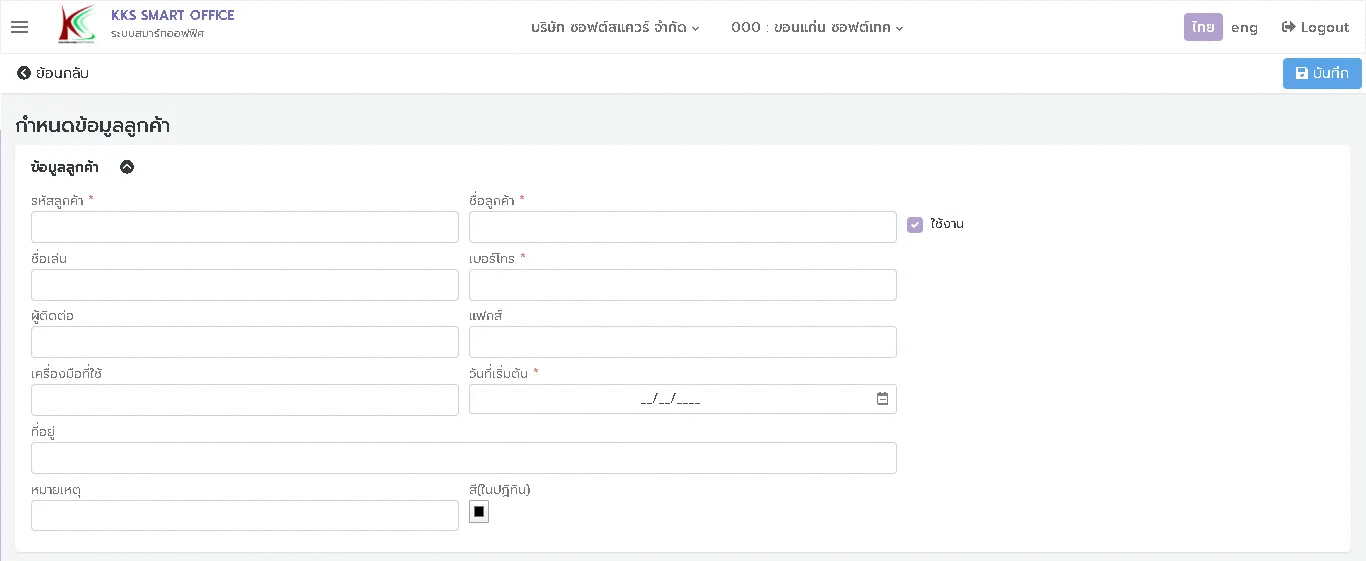 KKS SMART OFFICE
ระบบสมาร์ทออฟฟิศ
บริษัท ซอฟต์สแควร์ จำกัด
000 : ขอนแก่น ซอฟต์เทค
ไทย eng Logout
ย้อนกลับ
บันทึก
กำหนดข้อมูลลูกค้า
ข้อมูลลูกค้า
รหัสลูกค้า * ชื่อลูกค้า *
ใช้งาน
ชื่อเล่น เบอร์โทร *
ผู้ติดต่อ แฟกส์
เครื่องมือที่ใช้ วันที่เริ่มต้น *
__/__/____
ที่อยู่
หมายเหตุ สี(ในปฎิทิน)